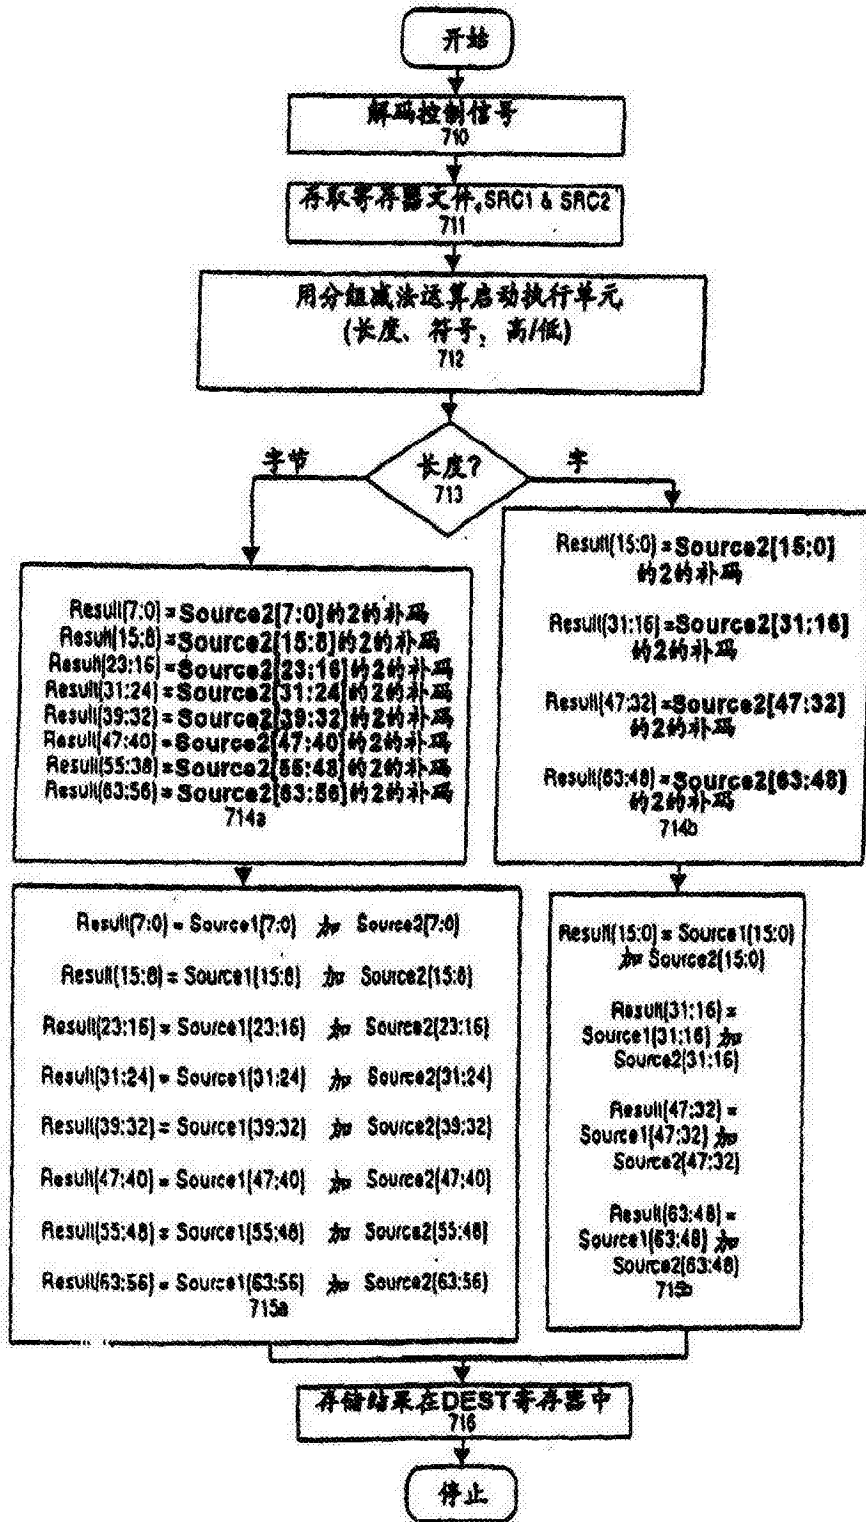 开始
解码控制信号
710
存取寄存器文件,SRC1 & SRC2
711
用分组减法运算启动执行单元
(长度、符号，高/低)
712
字节
长度?
713
字
Result(7:0) = Source2[7:0]的2的补码
Result(15:8) = Source2[15:8]的2的补码
Result(23:16) = Source2[23:16]的2的补码
Result(31:24) = Source2[31:24]的2的补码
Result(39:32) = Source2[39:32]的2的补码
Result(47:40) = Source2[47:40]的2的补码
Result(55:38) = Source2[55:48]的2的补码
Result(63:56) = Source2[63:56]的2的补码
714a
Result(15:0) = Source2[15:0]
的2的补码
Result(31:16) = Source2[31:16]
的2的补码
Result(47:32) = Source2[47:32]
的2的补码
Result(63:48) = Source2[63:48]
的2的补码
714b
Result(7:0) = Source1(7:0) 加 Source2(7:0)
Result(15:8) = Source1(15:8) 加 Source2(15:8)
Result(23:16) = Source1(23:16) 加 Source2(23:16)
Result(31:24) = Source1(31:24) 加 Source2(31:24)
Result(39:32) = Source1(39:32) 加 Source2(39:32)
Result(47:40) = Source1(47:40) 加 Source2(47:40)
Result(55:48) = Source1(55:48) 加 Source2(55:48)
Result(63:56) = Source1(63:56) 加 Source2(63:56)
715a
Result(15:0) = Source1(15:0)
加 Source2(15:0)
Result(31:16) =
Source1(31:16) 加
Source2(31:16)
Result(47:32) =
Source1(47:32) 加
Source2(47:32)
Result(63:48) =
Source1(63:48) 加
Source2(63:48)
715b
存储结果在DEST寄存器中
716
停止